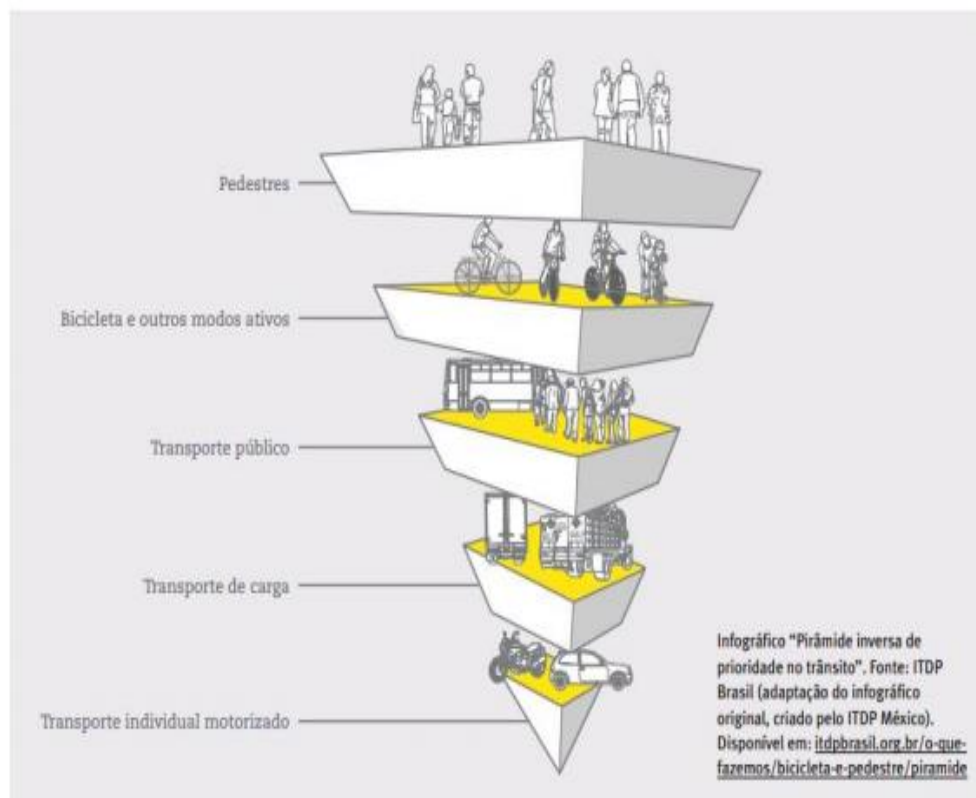 Pedestres
Bicicleta e outros modos ativos
Transporte público
Transporte de carga
Transporte individual motorizado
Infográfico “Pirâmide inversa de
prioridade no trânsito”. Fonte: ITDP
Brasil (adaptação do infográfico
original, criado pelo ITDP México).
Disponível em: itdpbrasil.org.br/o-que-
fazemos/bicicleta-e-pedestre/piramide